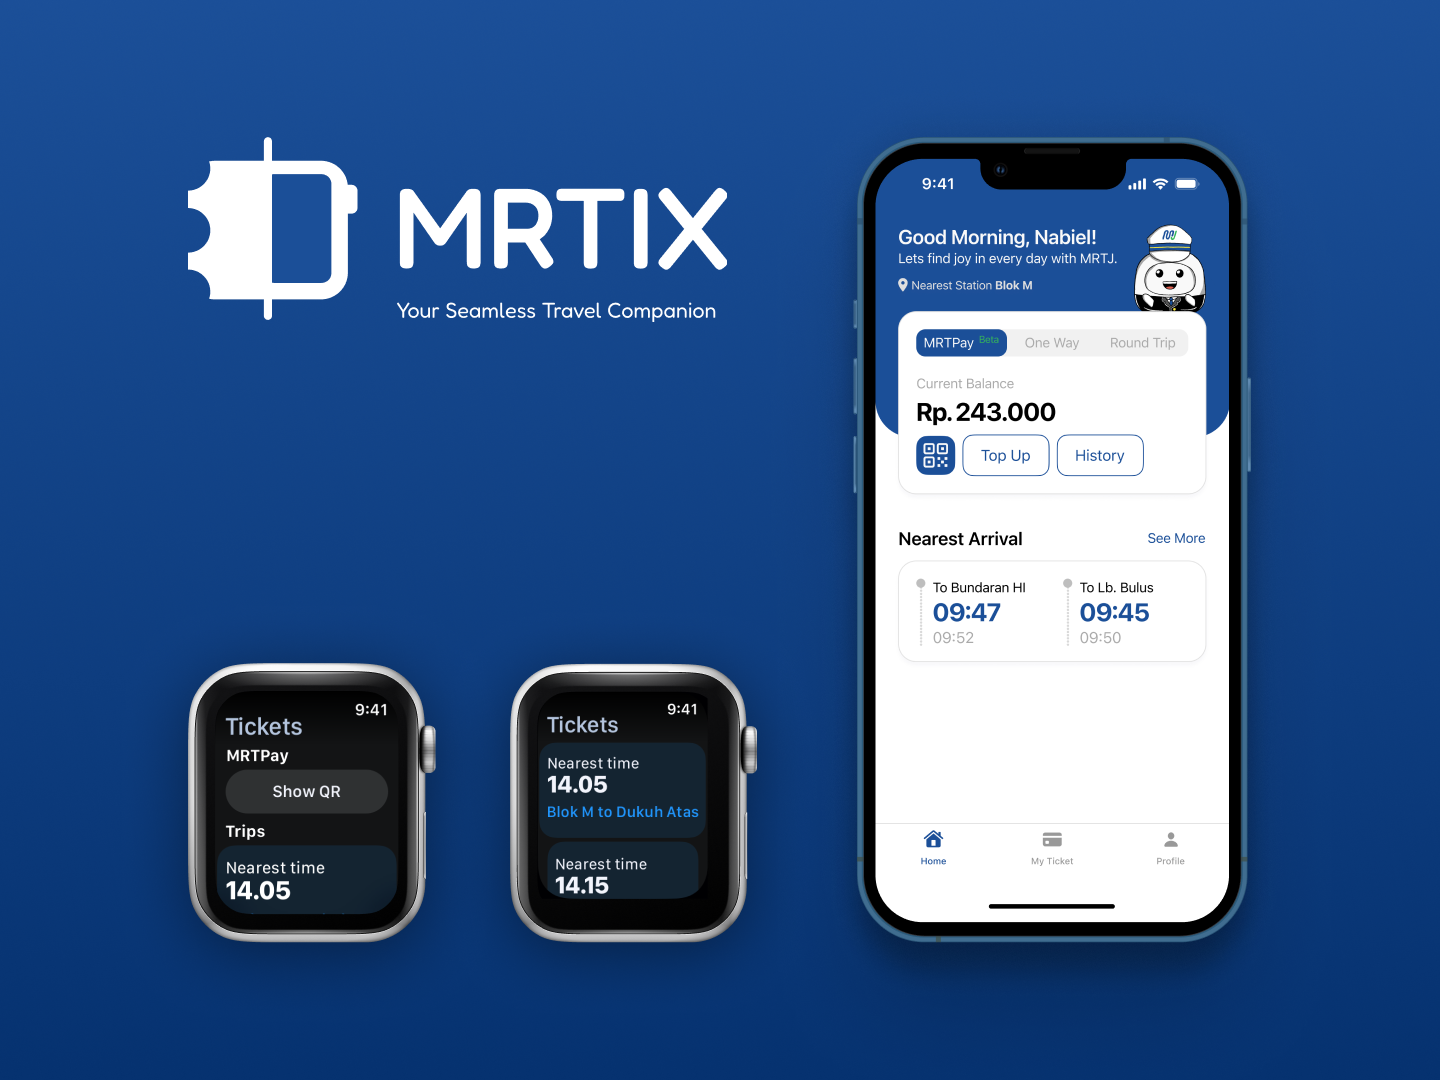 MRTIX
Your Seamless Travel Companion
9:41
Good Morning, Nabiel!
Lets find joy in every day with MRTJ.
Nearest Station Blok M
MRTPay Beta One Way Round Trip
Current Balance
Rp. 243.000
Top Up History
Nearest Arrival See More
To Bundaran HI To Lb. Bulus
09:47 09:45
09:52 09:50
Home My Ticket Profile
9:41
Tickets
MRTPay
Show QR
Trips
Nearest time
14.05
9:41
Tickets
Nearest time
14.05
Blok M to Dukuh Atas
Nearest time
14.15